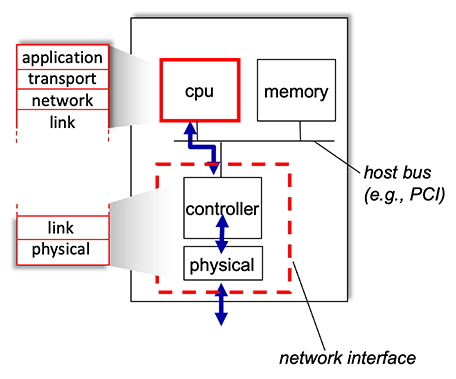 application
transport
network
link
cpu
memory
host bus
(e.g., PCI)
controller
link
physical
physical
network interface